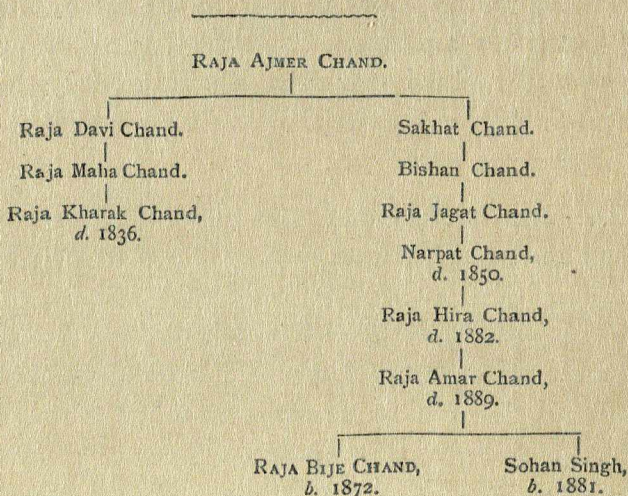 RAJA AJMER CHAND.
Raja Davi Chand.
Raja Maha Chand.
Raja Kharak Chand,
d. 1836.
Sakhat Chand.
Bishan Chand.
Raja Jagat Chand.
Narpat Chand,
d. 1850.
Raja Hira Chand,
d. 1882.
Raja Amar Chand,
d. 1889.
RAJA BIJE CHAND,
b. 1872.
Sohan Singh,
b. 1881.